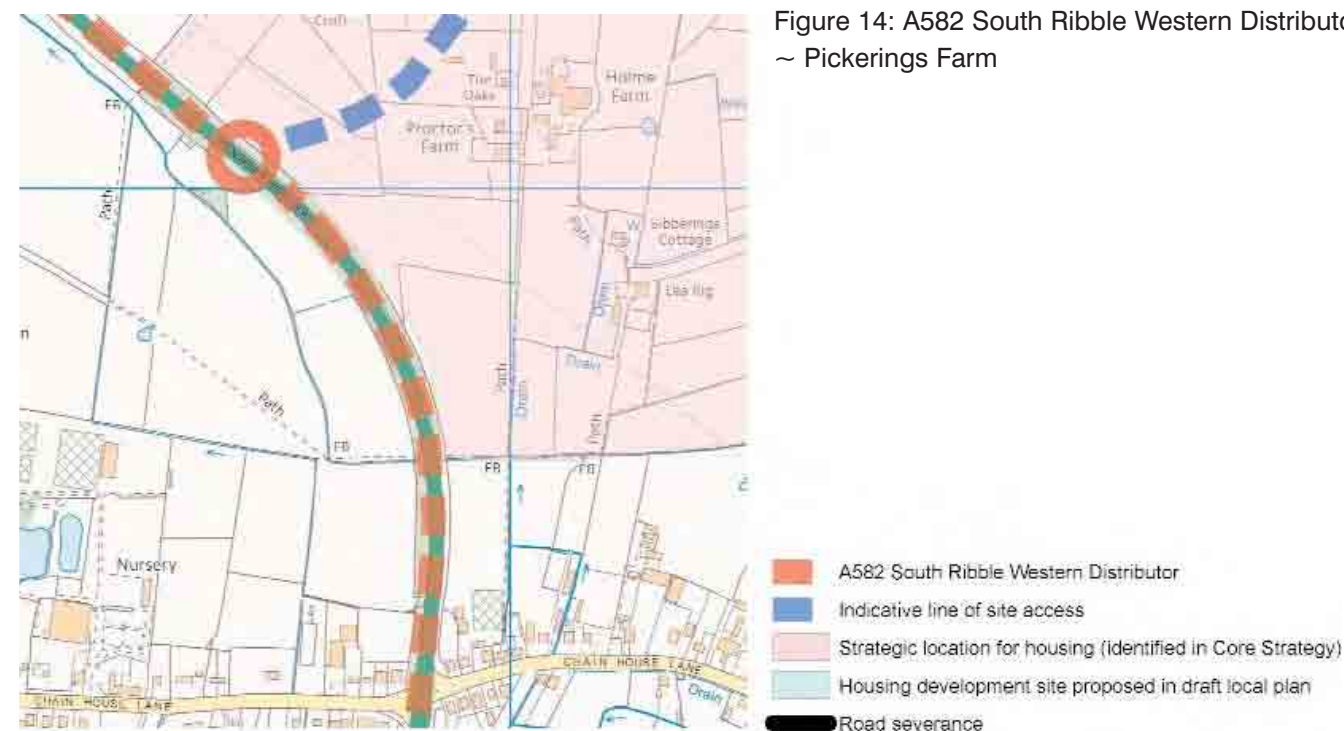 Figure 14: A582 South Ribble Western Distributo
~ Pickerings Farm
Croft
The
Oaks
Holme
Farm
FB
Proctor's
Farm
Path
Path
W
Sibberings
Cottage
Lea Rig
Drain
Drain
Path
Path
Drain
Path
FB
FB
FB
Nursery
CHAIN HOUSE LANE
CHAIN HOUSE LANE
Drain
A582 South Ribble Western Distributor
Indicative line of site access
Strategic location for housing (identified in Core Strategy)
Housing development site proposed in draft local plan
Road severance